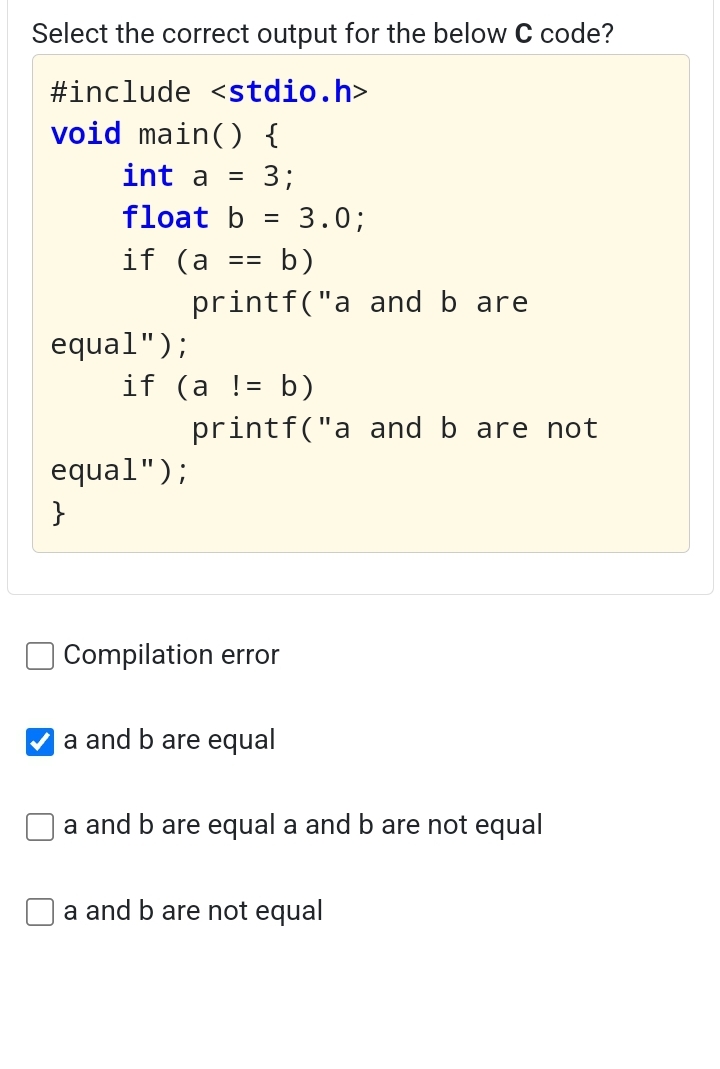 Select the correct output for the below C code?
#include <stdio.h>
void main() {
    int a = 3;
    float b = 3.0;
    if (a == b)
        printf("a and b are
equal");
    if (a != b)
        printf("a and b are not
equal");
}
Compilation error
a and b are equal
a and b are equal a and b are not equal
a and b are not equal